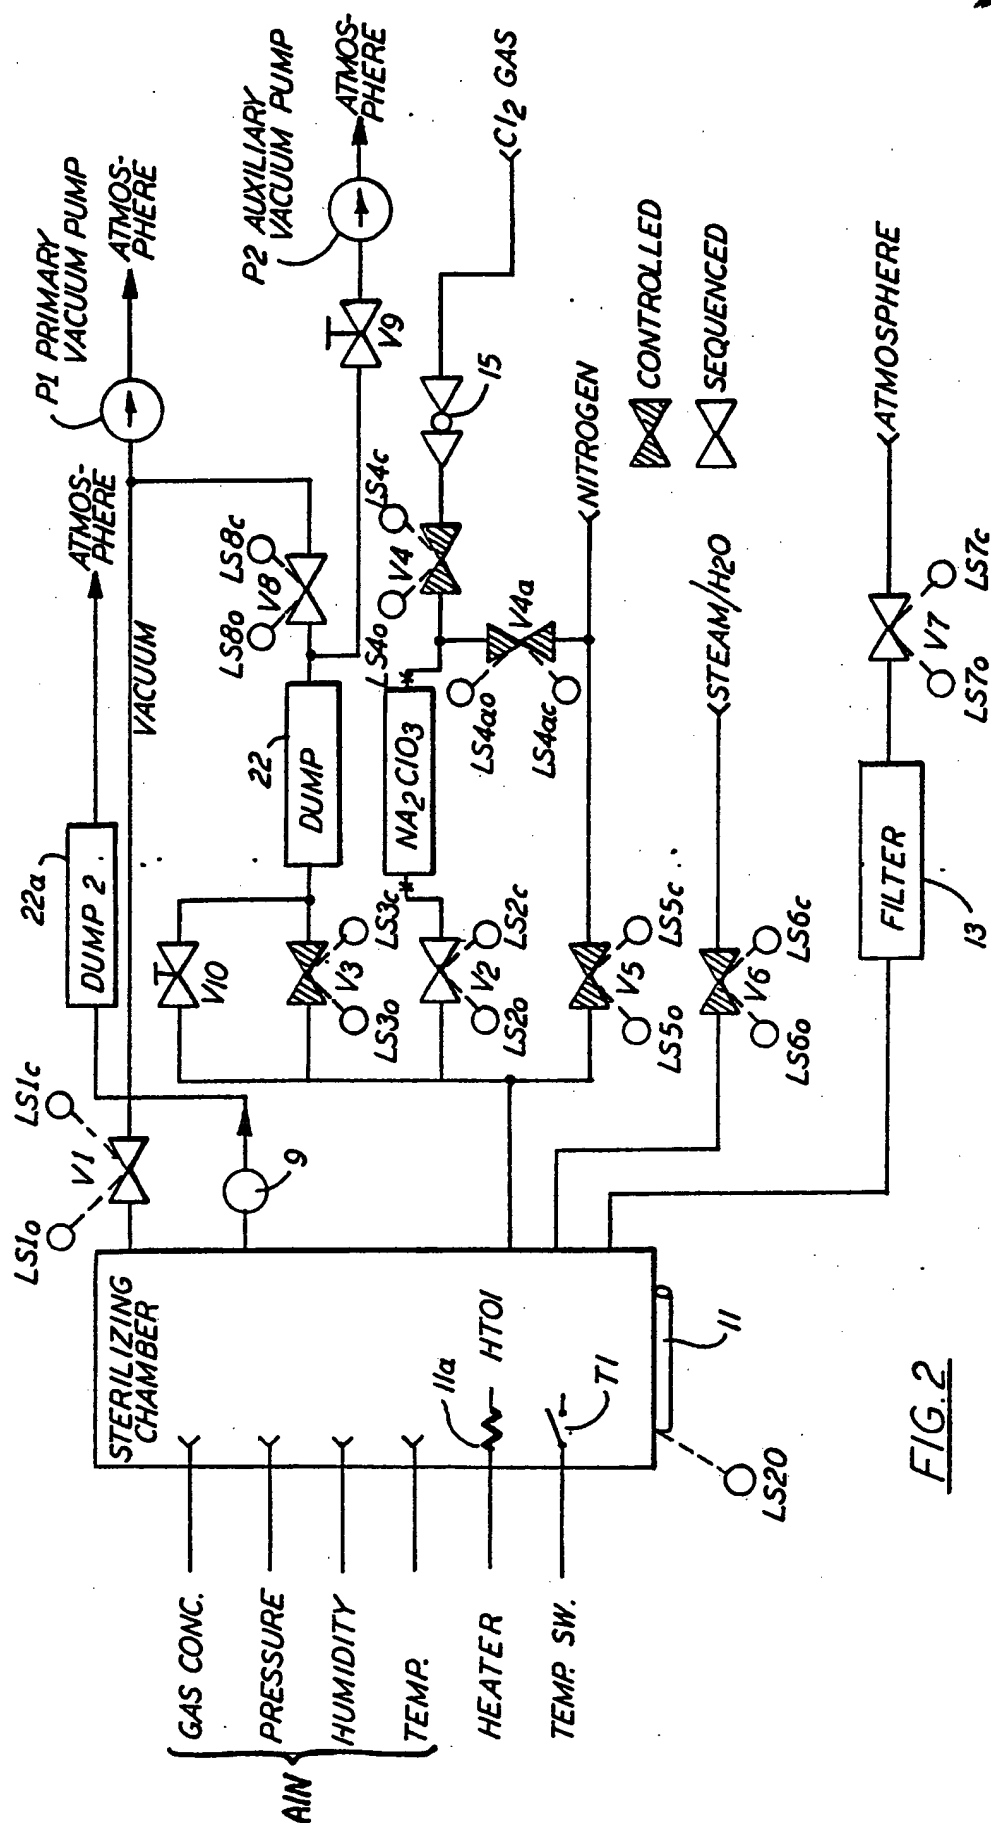 AIN
GAS CONC.
PRESSURE
HUMIDITY
TEMP.
HEATER
TEMP. SW.
STERILIZING
CHAMBER
11a
HTO1
T1
LS20
11
LS1o
LS1c
V1
9
22a
DUMP 2
ATMOS-
PHERE
VACUUM
P1 PRIMARY
VACUUM PUMP
ATMOS-
PHERE
V10
LS3o
LS3c
V3
22
DUMP
LS8o
LS8c
V8
V9
P2 AUXILIARY
VACUUM PUMP
ATMOS-
PHERE
LS2o
LS2c
V2
NA2ClO3
LS4o
LS4c
V4
15
Cl2 GAS
LS4ao
LS4ac
V4a
LS5o
LS5c
V5
NITROGEN
CONTROLLED
SEQUENCED
LS6o
LS6c
V6
STEAM/H2O
FILTER
13
LS7o
LS7c
V7
ATMOSPHERE
FIG. 2